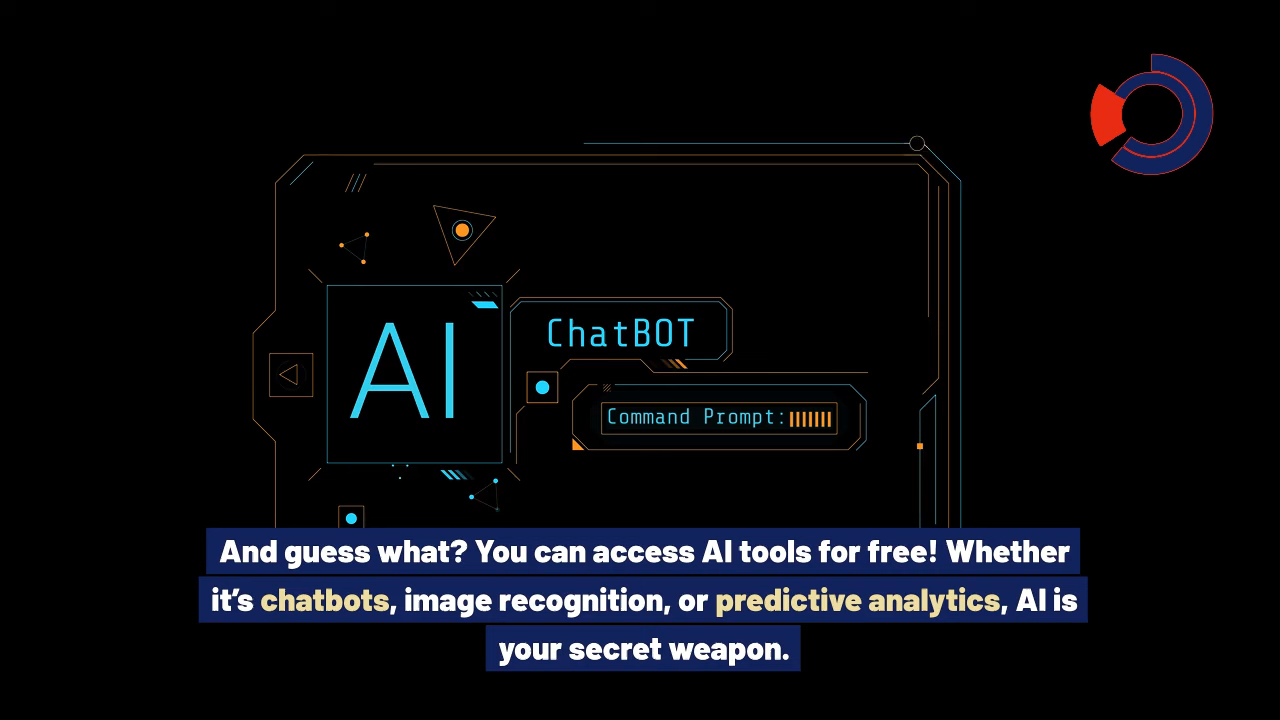 AI
ChatBOT
Command Prompt:
And guess what? You can access AI tools for free! Whether
it’s chatbots, image recognition, or predictive analytics, AI is
your secret weapon.